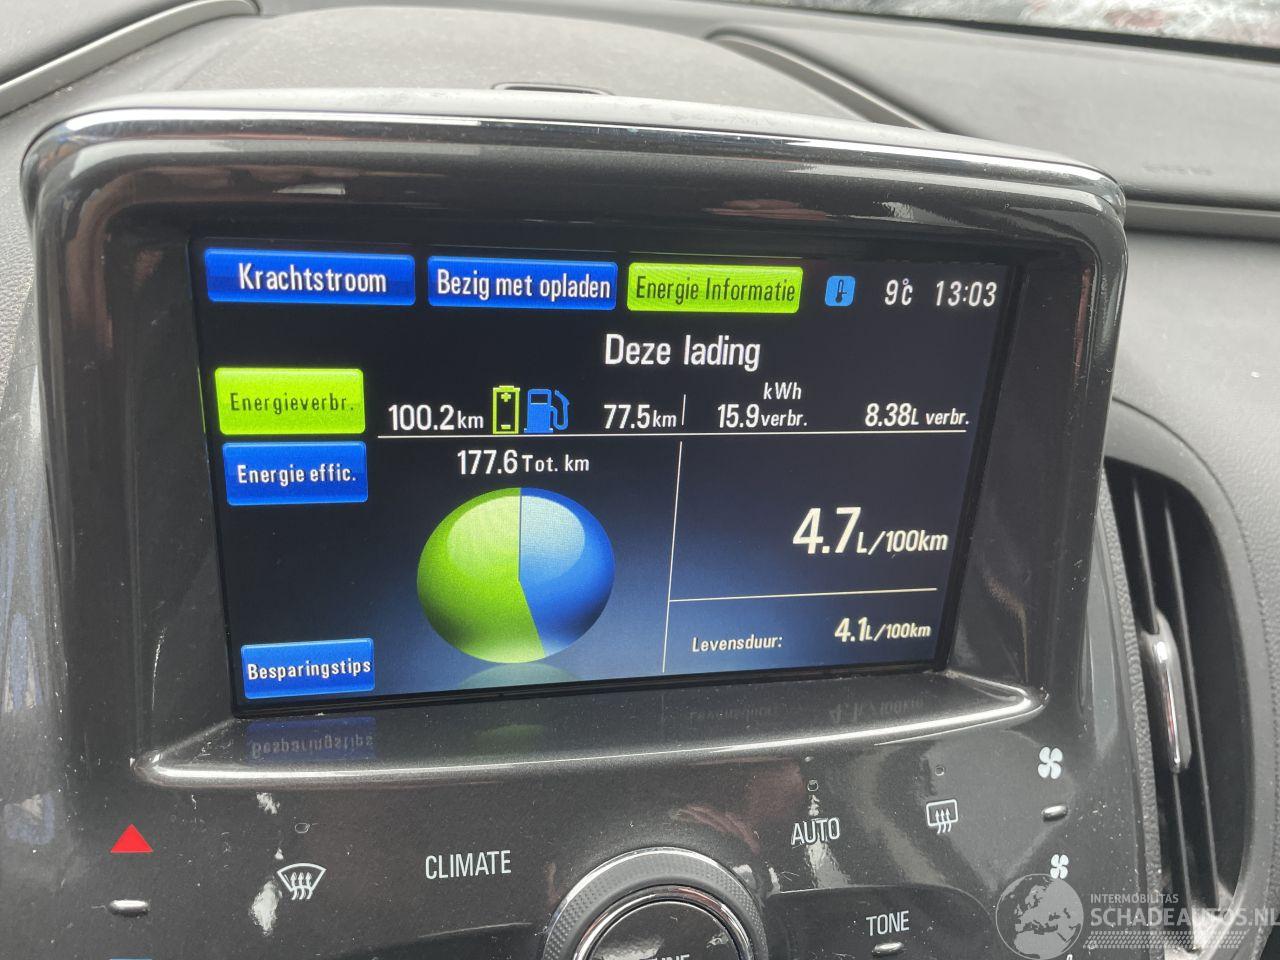 Krachtstroom
Bezig met opladen
Energie Informatie
9°c 13:03
Deze lading
Energieverbr.
100.2km 77.5km
kWh
15.9 verbr.
8.38L verbr.
Energie effic.
177.6 Tot. km
4.7L/100km
Levensduur: 4.1L/100km
Besparingstips
AUTO
CLIMATE
TONE
INTERMOBILITAS
SCHADEAUTOS.NL